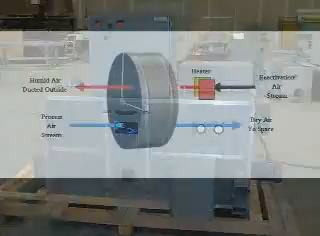 Humid Air
Ducted Outside
Heater
Reactivation
Air
Stream
Process
Air
Stream
Dry Air
To Space